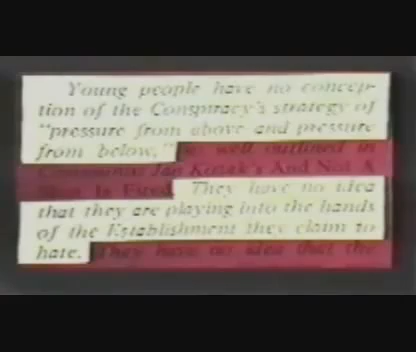 Young people have no concep-
tion of the Conspiracy's strategy of
"pressure from above and pressure
from below," so well outlined in
Communist Jan Kozak's And Not A
Shot Is Fired. They have no idea
that they are playing into the hands
of the Establishment they claim to
hate. They have no idea that the